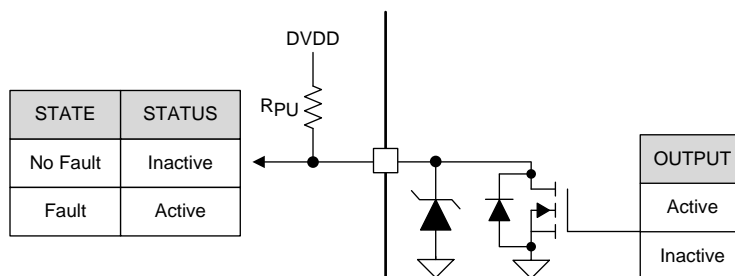 DVDD
RPU
STATE STATUS
No Fault Inactive
Fault Active
OUTPUT
Active
Inactive